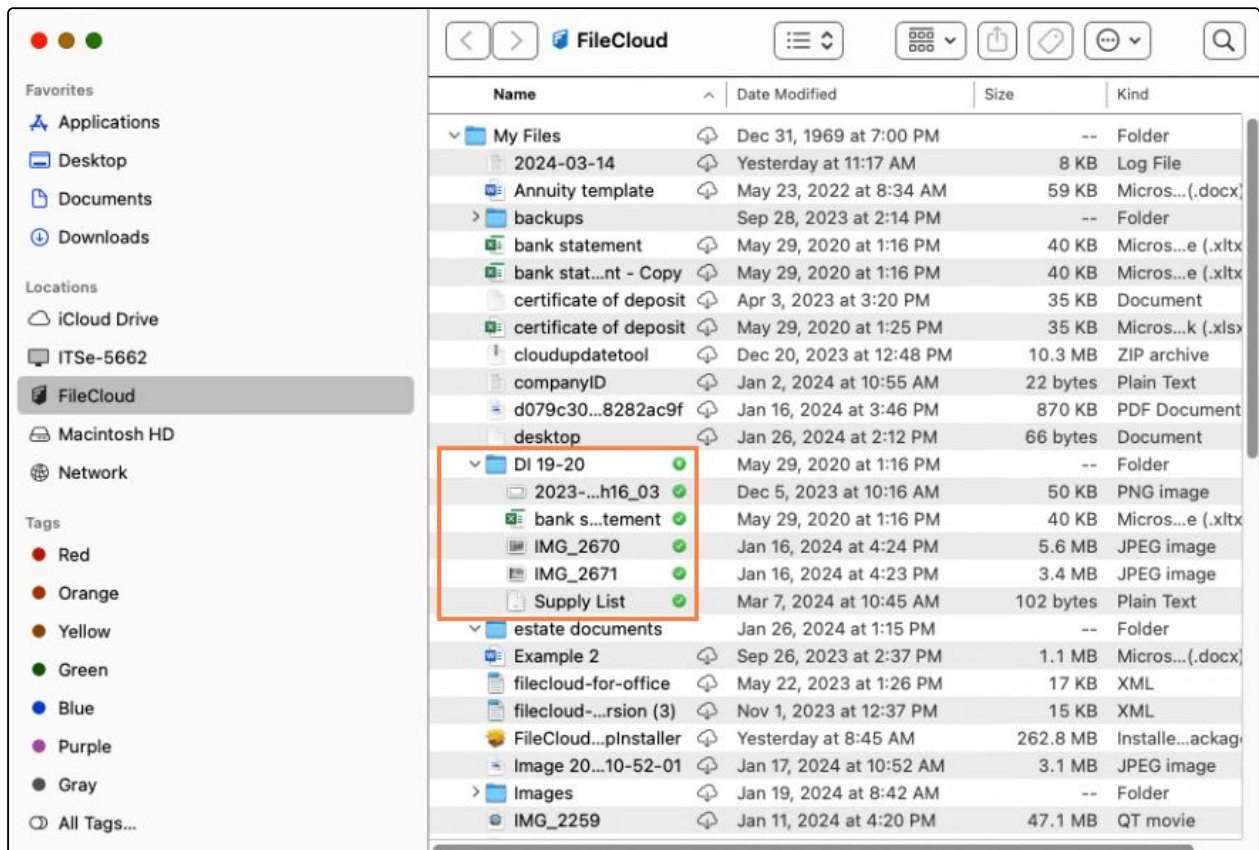 FileCloud
Favorites
Applications
Desktop
Documents
Downloads
Locations
iCloud Drive
ITSe-5662
FileCloud
Macintosh HD
Network
Tags
Red
Orange
Yellow
Green
Blue
Purple
Gray
All Tags...
Name Date Modified Size Kind
My Files Dec 31, 1969 at 7:00 PM -- Folder
2024-03-14 Yesterday at 11:17 AM 8 KB Log File
Annuity template May 23, 2022 at 8:34 AM 59 KB Micros...(.docx)
backups Sep 28, 2023 at 2:14 PM -- Folder
bank statement May 29, 2020 at 1:16 PM 40 KB Micros...e (.xltx
bank stat...nt - Copy May 29, 2020 at 1:16 PM 40 KB Micros...e (.xltx
certificate of deposit Apr 3, 2023 at 3:20 PM 35 KB Document
certificate of deposit May 29, 2020 at 1:25 PM 35 KB Micros...k (.xlsx
cloudupdatetool Dec 20, 2023 at 12:48 PM 10.3 MB ZIP archive
companyID Jan 2, 2024 at 10:55 AM 22 bytes Plain Text
d079c30...8282ac9f Jan 16, 2024 at 3:46 PM 870 KB PDF Document
desktop Jan 26, 2024 at 2:12 PM 66 bytes Document
DI 19-20 May 29, 2020 at 1:16 PM -- Folder
2023-...h16_03 Dec 5, 2023 at 10:16 AM 50 KB PNG image
bank s...tement May 29, 2020 at 1:16 PM 40 KB Micros...e (.xltx
IMG_2670 Jan 16, 2024 at 4:24 PM 5.6 MB JPEG image
IMG_2671 Jan 16, 2024 at 4:23 PM 3.4 MB JPEG image
Supply List Mar 7, 2024 at 10:45 AM 102 bytes Plain Text
estate documents Jan 26, 2024 at 1:15 PM -- Folder
Example 2 Sep 26, 2023 at 2:37 PM 1.1 MB Micros...(.docx)
filecloud-for-office May 22, 2023 at 1:26 PM 17 KB XML
filecloud-...rsion (3) Nov 1, 2023 at 12:37 PM 15 KB XML
FileCloud...pInstaller Yesterday at 8:45 AM 262.8 MB Installe...ackag
Image 20...10-52-01 Jan 17, 2024 at 10:52 AM 3.1 MB JPEG image
Images Jan 19, 2024 at 8:42 AM -- Folder
IMG_2259 Jan 11, 2024 at 4:20 PM 47.1 MB QT movie